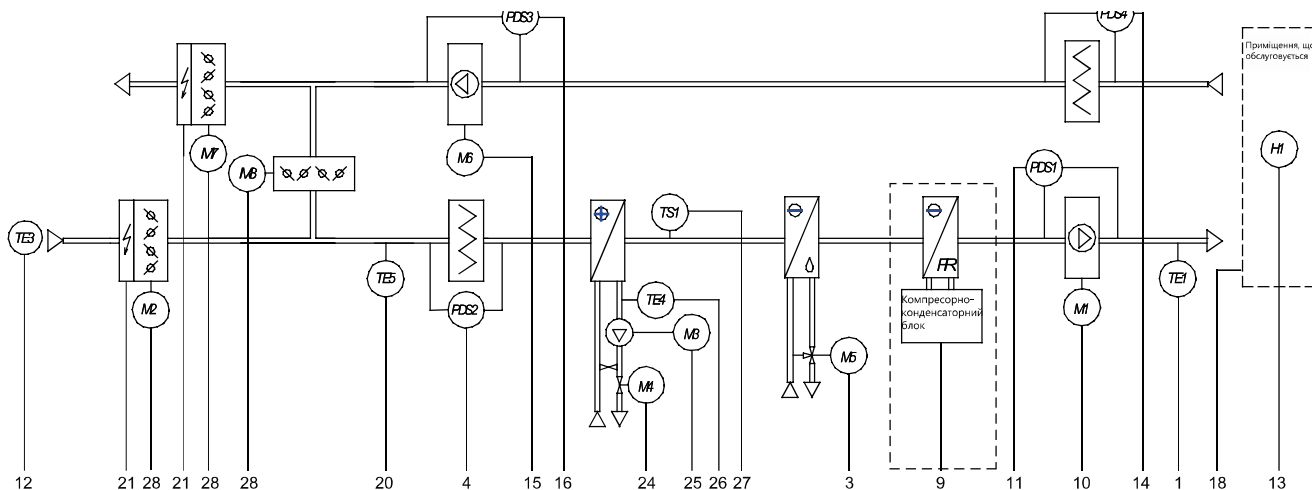 PDS3
PDS4
Приміщення, що
обслуговується
M7
M8
M6
PDS1
H1
TE3
TS1
FR
TE5
TE1
M2
PDS2
TE4
Компресорно-
конденсаторний
блок
M1
M3
M5
M4
12 21 28 21 28 28 20 4 15 16 24 25 26 27 3 9 11 10 14 1 18 13